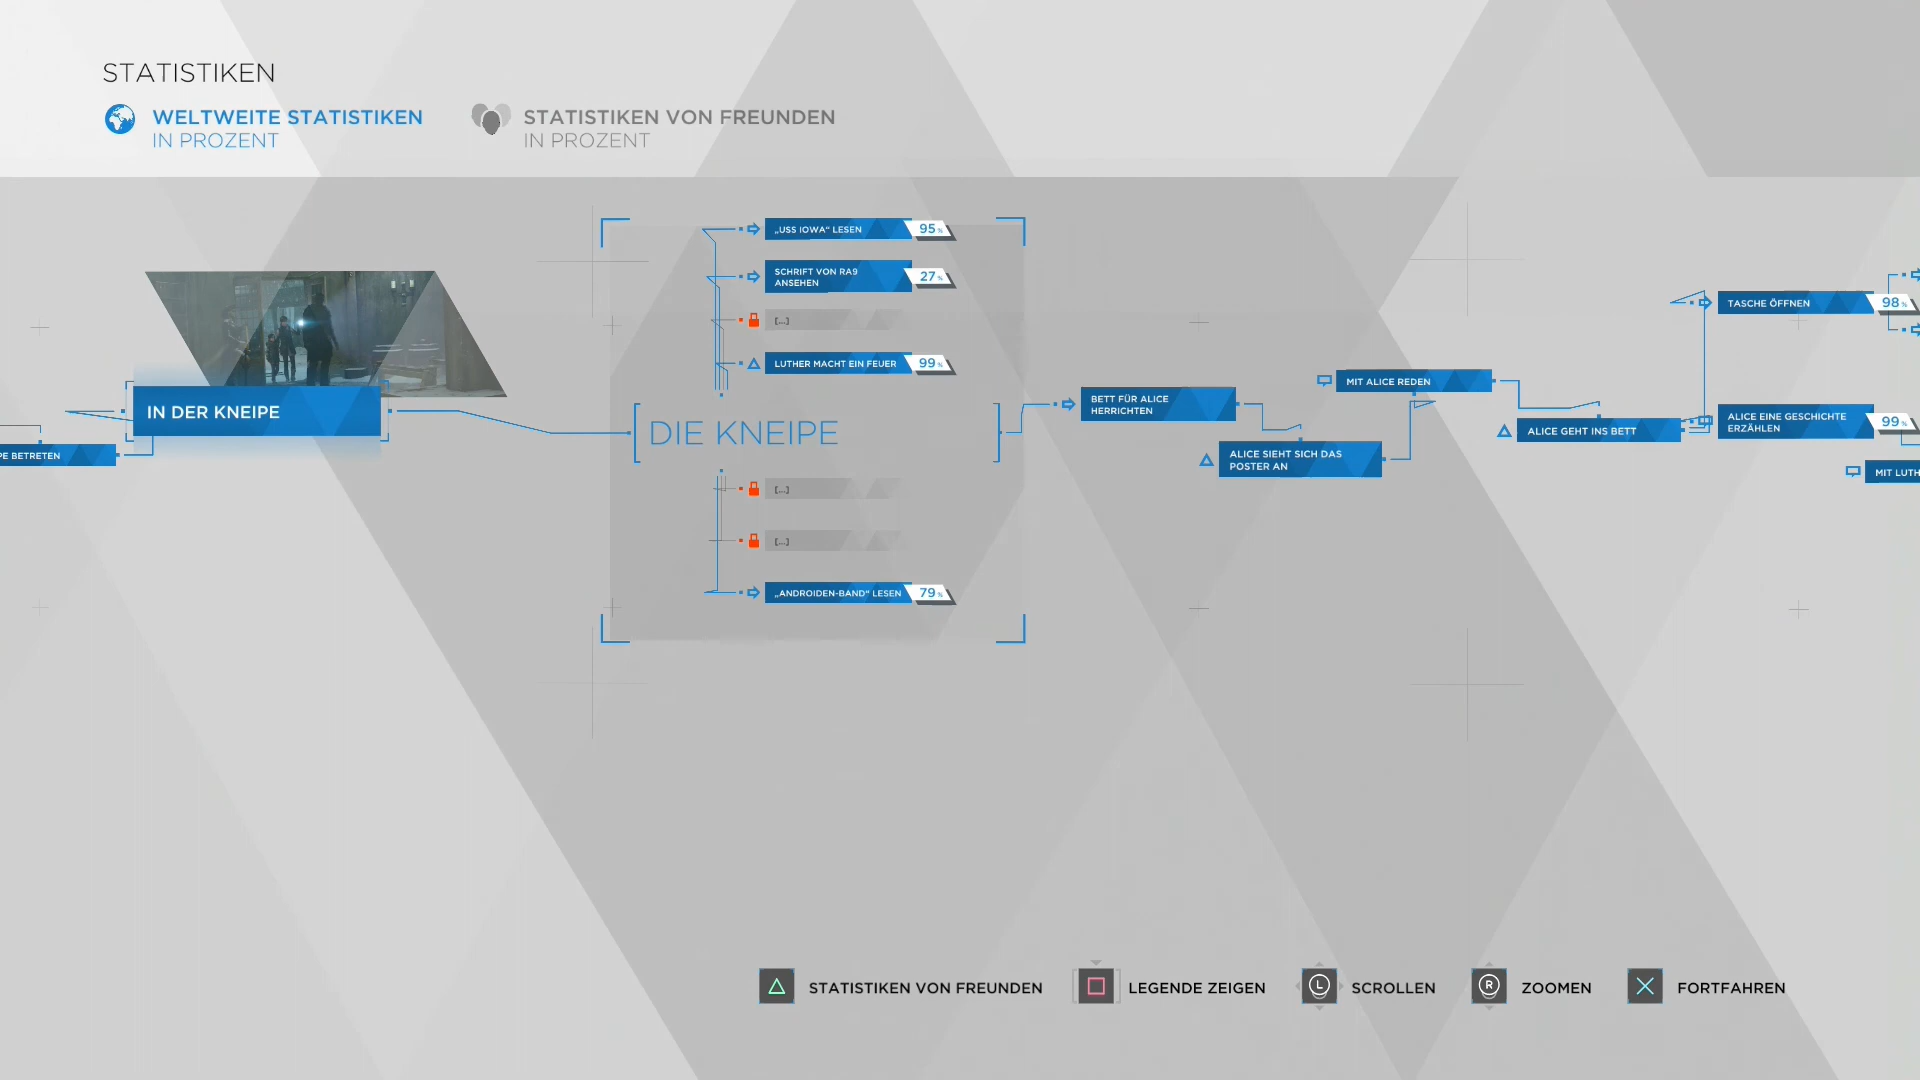 STATISTIKEN
WELTWEITE STATISTIKEN
IN PROZENT
STATISTIKEN VON FREUNDEN
IN PROZENT
„USS IOWA“ LESEN
95%
SCHRIFT VON RA9
ANSEHEN
27%
[...]
LUTHER MACHT EIN FEUER
99%
IN DER KNEIPE
PE BETRETEN
DIE KNEIPE
[...]
[...]
„ANDROIDEN-BAND“ LESEN
79%
BETT FÜR ALICE
HERRICHTEN
ALICE SIEHT SICH DAS
POSTER AN
MIT ALICE REDEN
ALICE GEHT INS BETT
TASCHE ÖFFNEN
98%
ALICE EINE GESCHICHTE
ERZÄHLEN
99%
MIT LUTH
STATISTIKEN VON FREUNDEN
LEGENDE ZEIGEN
L
SCROLLEN
R
ZOOMEN
FORTFAHREN